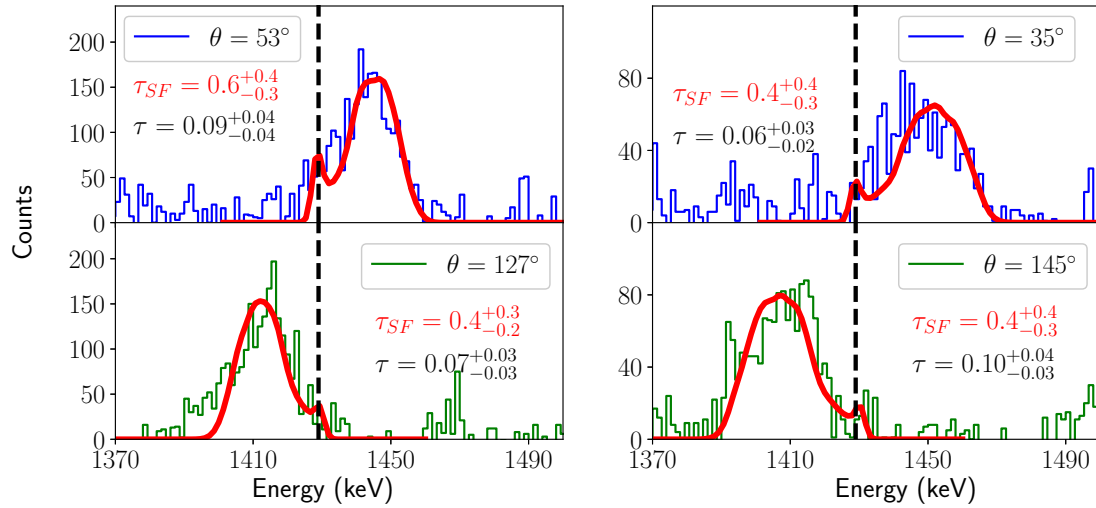 θ = 53°
τ_SF = 0.6^{+0.4}_{-0.3}
τ = 0.09^{+0.04}_{-0.04}
200
150
100
50
0
θ = 35°
τ_SF = 0.4^{+0.4}_{-0.3}
τ = 0.06^{+0.03}_{-0.02}
80
40
0
Counts
θ = 127°
τ_SF = 0.4^{+0.3}_{-0.2}
τ = 0.07^{+0.03}_{-0.03}
200
150
100
50
0
1370 1410 1450 1490
Energy (keV)
θ = 145°
τ_SF = 0.4^{+0.4}_{-0.3}
τ = 0.10^{+0.04}_{-0.03}
80
40
0
1370 1410 1450 1490
Energy (keV)